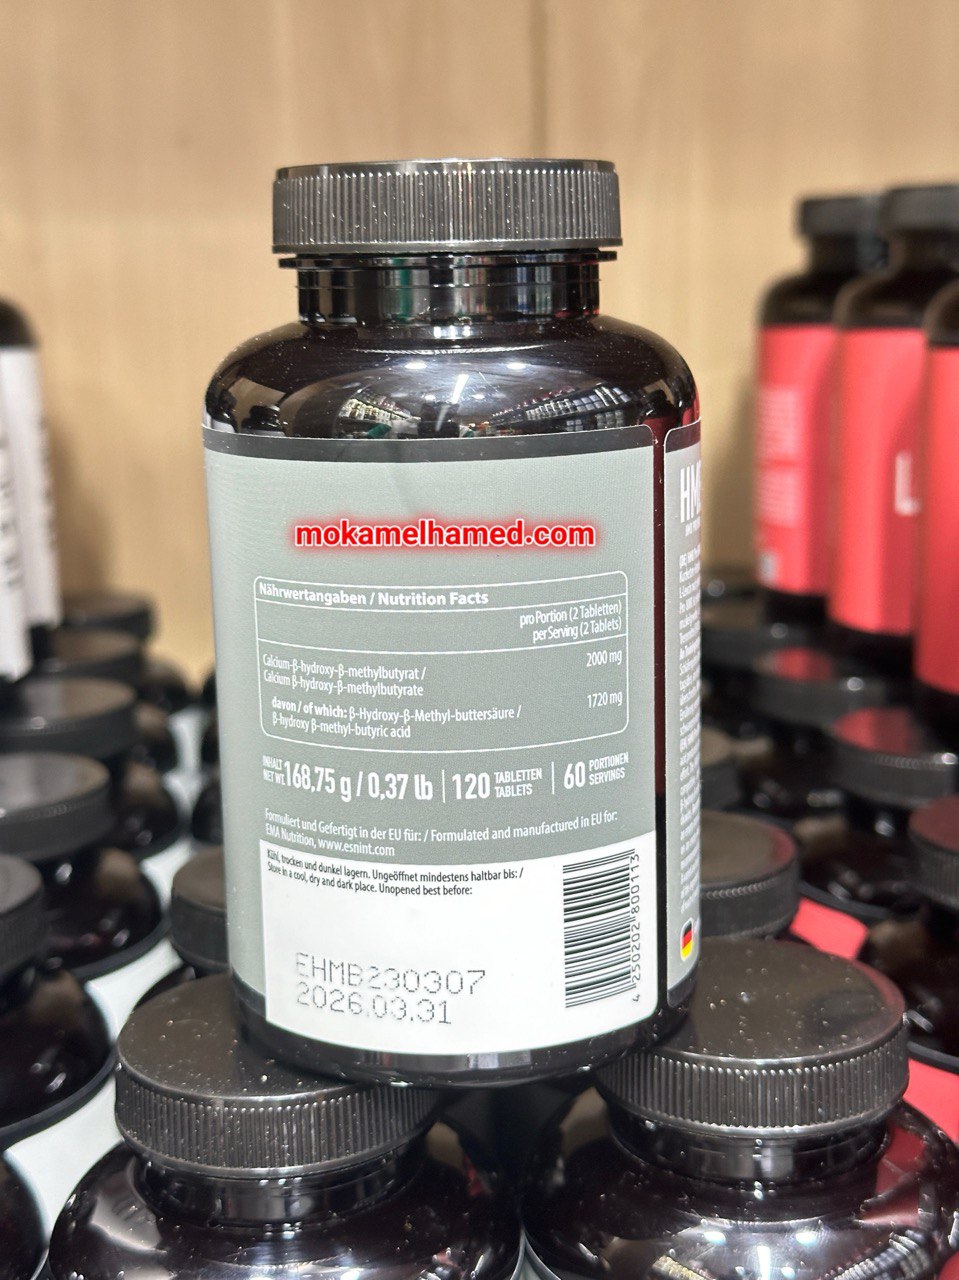 mokamelhamed.com
Nährwertangaben / Nutrition Facts
pro Portion (2 Tabletten)
per Serving (2 Tablets)
Calcium-β-hydroxy-β-methylbutyrat /
Calcium β-hydroxy-β-methylbutyrate
2000 mg
davon / of which: β-Hydroxy-β-Methyl-buttersäure /
β-hydroxy β-methyl-butyric acid
1720 mg
INHALT
NET WT. 168,75 g / 0,37 lb
120 TABLETTEN
TABLETS
60 PORTIONEN
SERVINGS
Formuliert und Gefertigt in der EU für: / Formulated and manufactured in EU for:
EMA Nutrition, www.esnint.com
Kühl, trocken und dunkel lagern. Ungeöffnet mindestens haltbar bis: /
Store in a cool, dry and dark place. Unopened best before:
EHMB230307
2026.03.31
4 250202 800113
L